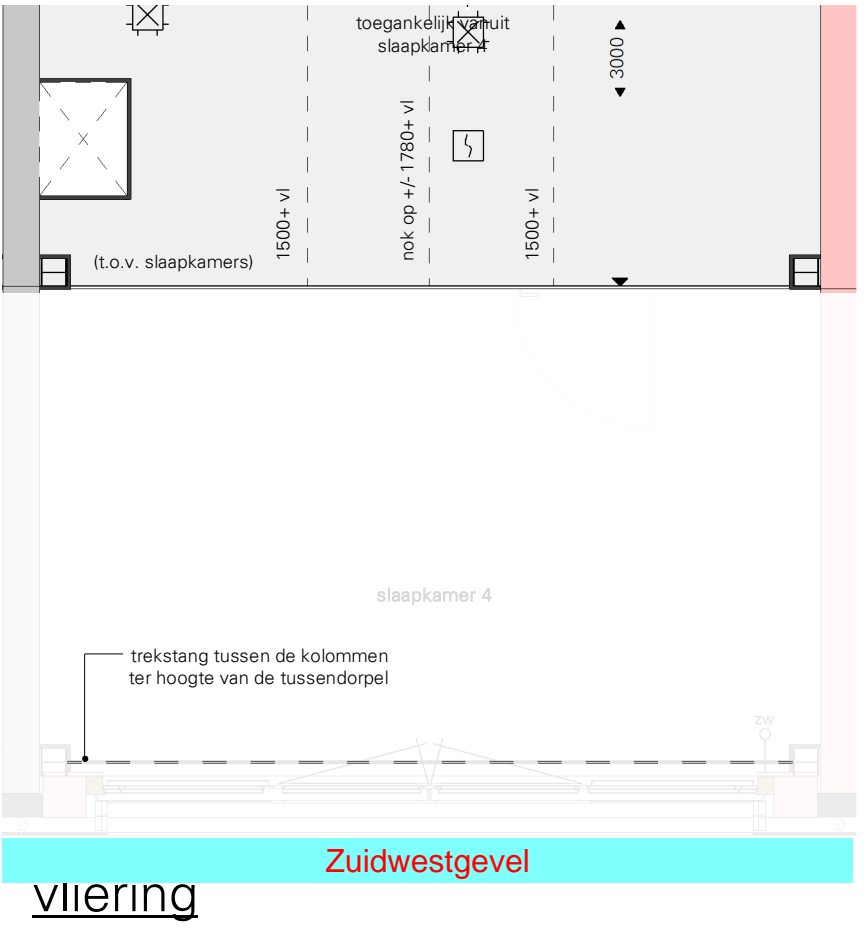 toegankelijk vanuit
slaapkamer 4
3000
nok op +/- 1780+ vl
1500+ vl
1500+ vl
(t.o.v. slaapkamers)
slaapkamer 4
trekstang tussen de kolommen
ter hoogte van de tussendorpel
zw
Zuidwestgevel
vliering